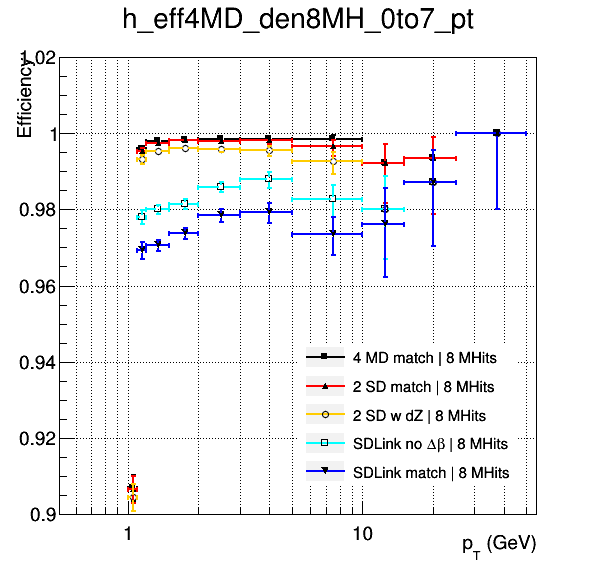 h_eff4MD_den8MH_0to7_pt
Efficiency
1.02
1
0.98
0.96
0.94
0.92
0.9
4 MD match | 8 MHits
2 SD match | 8 MHits
2 SD w dZ | 8 MHits
SDLink no Δβ | 8 MHits
SDLink match | 8 MHits
1
10
p_T (GeV)